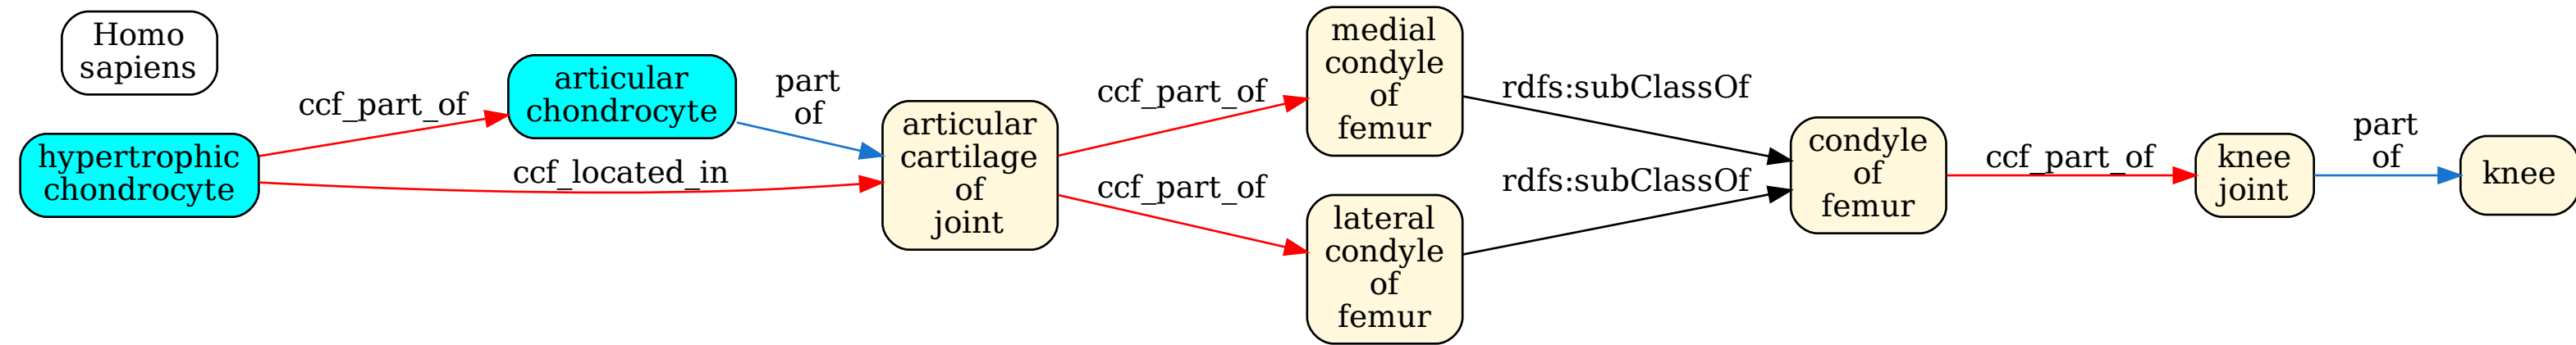 Homo
sapiens
hypertrophic
chondrocyte
ccf_part_of
articular
chondrocyte
ccf_located_in
part
of
articular
cartilage
of
joint
ccf_part_of
ccf_part_of
medial
condyle
of
femur
lateral
condyle
of
femur
rdfs:subClassOf
rdfs:subClassOf
condyle
of
femur
ccf_part_of
knee
joint
part
of
knee